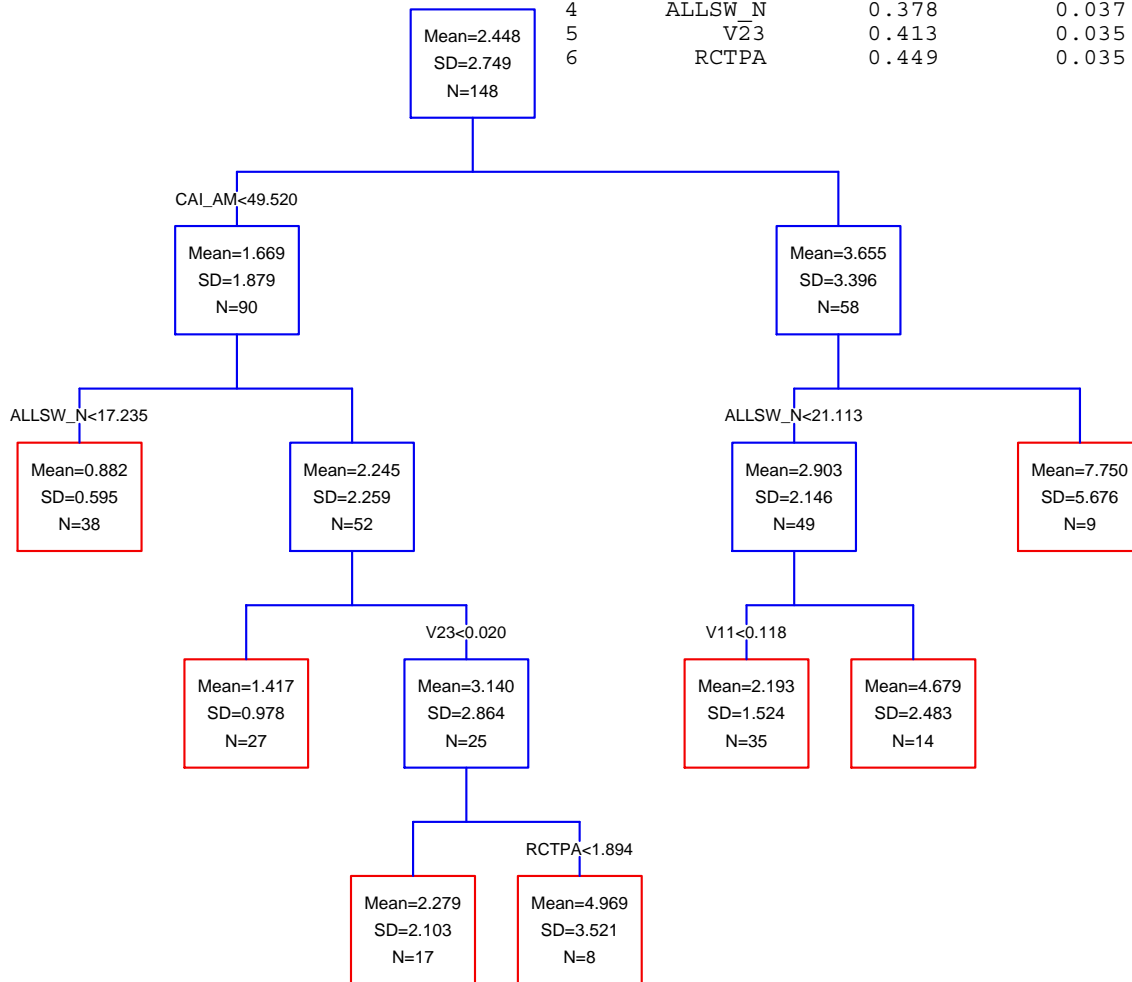 4 ALLSW_N 0.378 0.037
5 V23 0.413 0.035
6 RCTPA 0.449 0.035
Mean=2.448
SD=2.749
N=148
CAI_AM<49.520
Mean=1.669
SD=1.879
N=90
Mean=3.655
SD=3.396
N=58
ALLSW_N<17.235
ALLSW_N<21.113
Mean=0.882
SD=0.595
N=38
Mean=2.245
SD=2.259
N=52
Mean=2.903
SD=2.146
N=49
Mean=7.750
SD=5.676
N=9
V23<0.020
V11<0.118
Mean=1.417
SD=0.978
N=27
Mean=3.140
SD=2.864
N=25
Mean=2.193
SD=1.524
N=35
Mean=4.679
SD=2.483
N=14
RCTPA<1.894
Mean=2.279
SD=2.103
N=17
Mean=4.969
SD=3.521
N=8